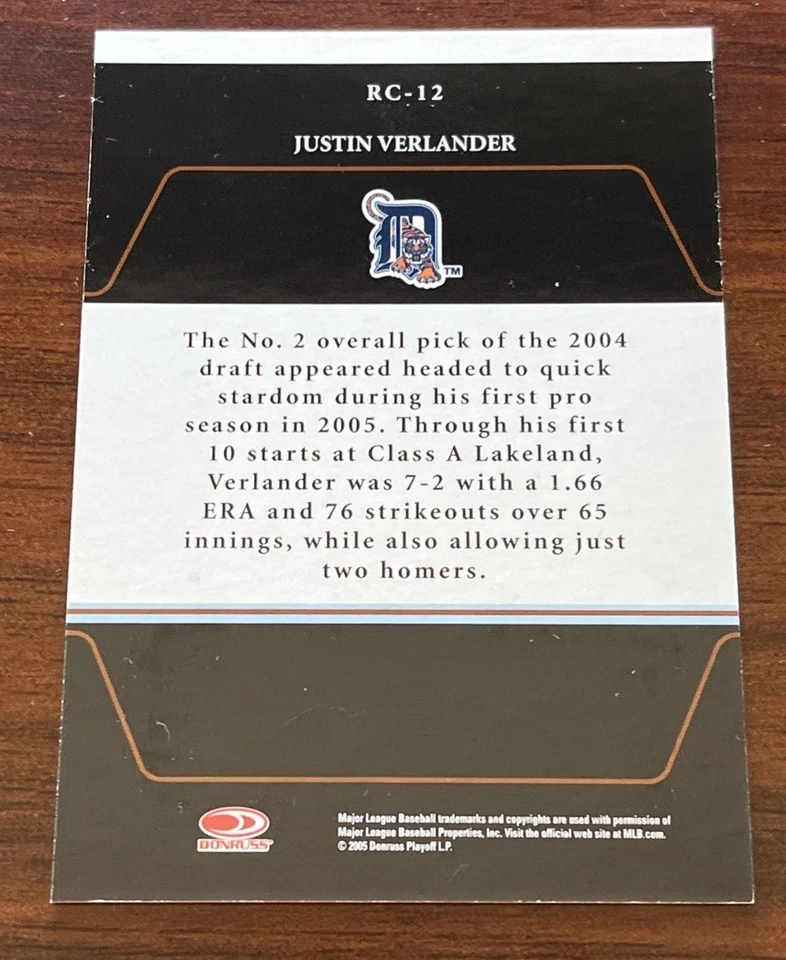 RC-12
JUSTIN VERLANDER
D
TM
The No. 2 overall pick of the 2004
draft appeared headed to quick
stardom during his first pro
season in 2005. Through his first
10 starts at Class A Lakeland,
Verlander was 7-2 with a 1.66
ERA and 76 strikeouts over 65
innings, while also allowing just
two homers.
DONRUSS®
Major League Baseball trademarks and copyrights are used with permission of
Major League Baseball Properties, Inc. Visit the official web site at MLB.com.
© 2005 Donruss Playoff L.P.